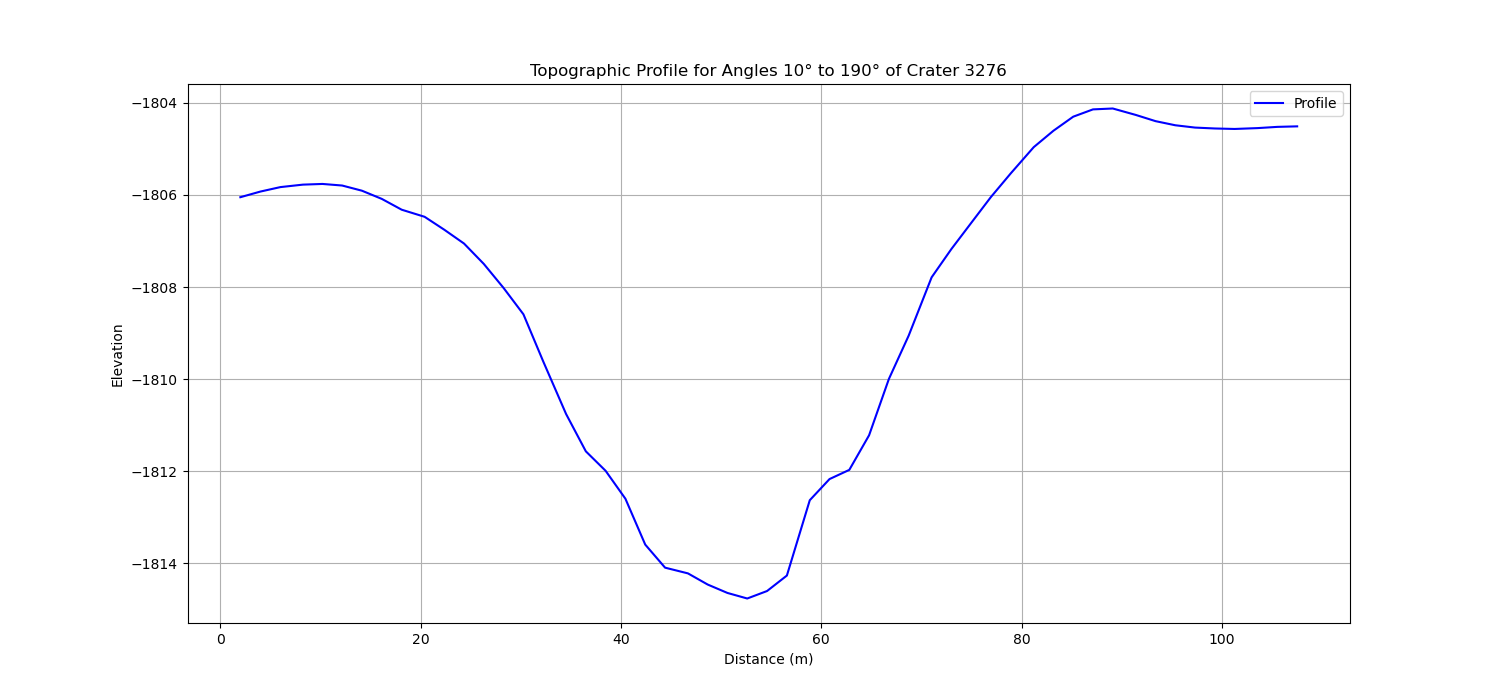 Topographic Profile for Angles 10° to 190° of Crater 3276
Profile
−1804
−1806
−1808
−1810
−1812
−1814
Elevation
0 20 40 60 80 100
Distance (m)